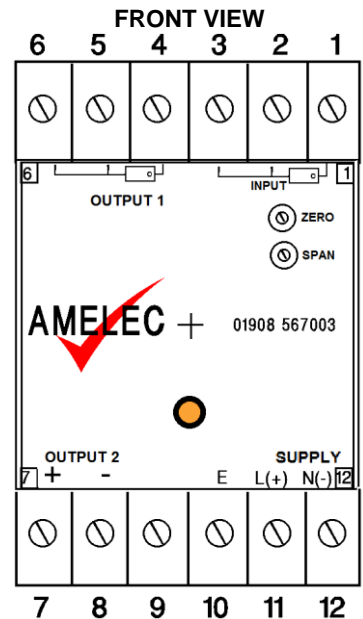 FRONT VIEW
6 5 4 3 2 1
6 1
INPUT
OUTPUT 1
ZERO
SPAN
AMELEC 01908 567003
OUTPUT 2 SUPPLY
7 + - E L(+) N(-) 12
7 8 9 10 11 12